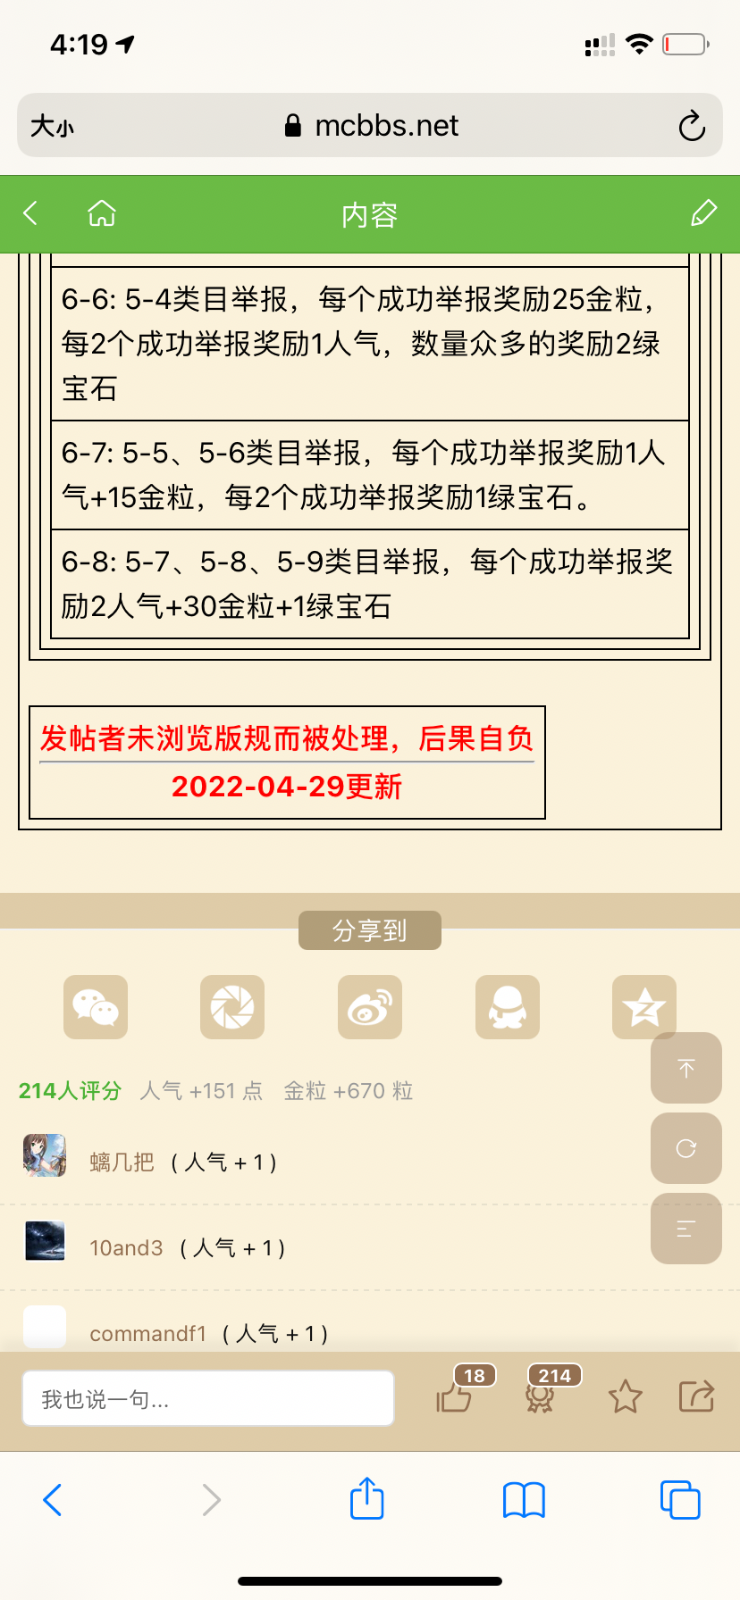 4:19
大小
mcbbs.net
内容
6-6: 5-4类目举报，每个成功举报奖励25金粒，
每2个成功举报奖励1人气，数量众多的奖励2绿
宝石
6-7: 5-5、5-6类目举报，每个成功举报奖励1人
气+15金粒，每2个成功举报奖励1绿宝石。
6-8: 5-7、5-8、5-9类目举报，每个成功举报奖
励2人气+30金粒+1绿宝石
发帖者未浏览版规而被处理，后果自负
2022-04-29更新
分享到
214人评分 人气 +151 点 金粒 +670 粒
螭几把 ( 人气 + 1 )
10and3 ( 人气 + 1 )
commandf1 ( 人气 + 1 )
我也说一句...
18
214